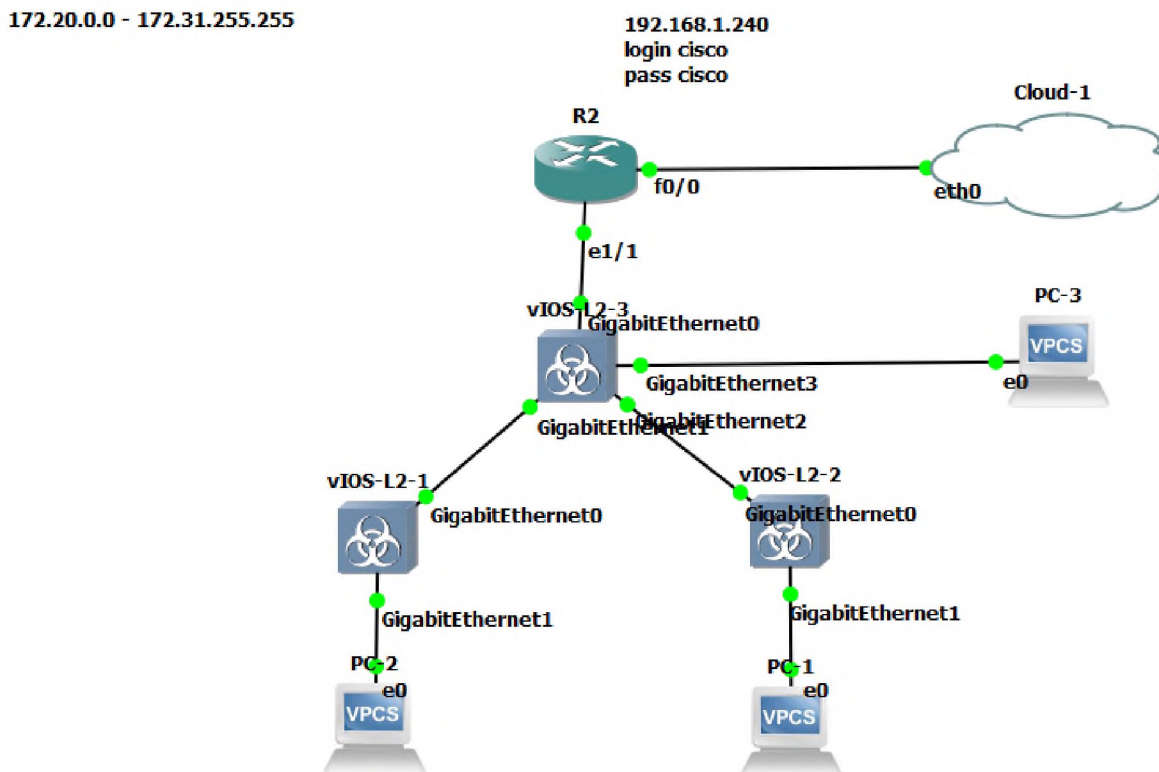 172.20.0.0 - 172.31.255.255
192.168.1.240
login cisco
pass cisco
Cloud-1
R2
f0/0
eth0
e1/1
vIOS-L2-3
GigabitEthernet0
PC-3
VPCS
e0
GigabitEthernet3
GigabitEthernet2
GigabitEthernet1
vIOS-L2-1
GigabitEthernet0
vIOS-L2-2
GigabitEthernet0
GigabitEthernet1
GigabitEthernet1
PC-2
e0
VPCS
PC-1
e0
VPCS